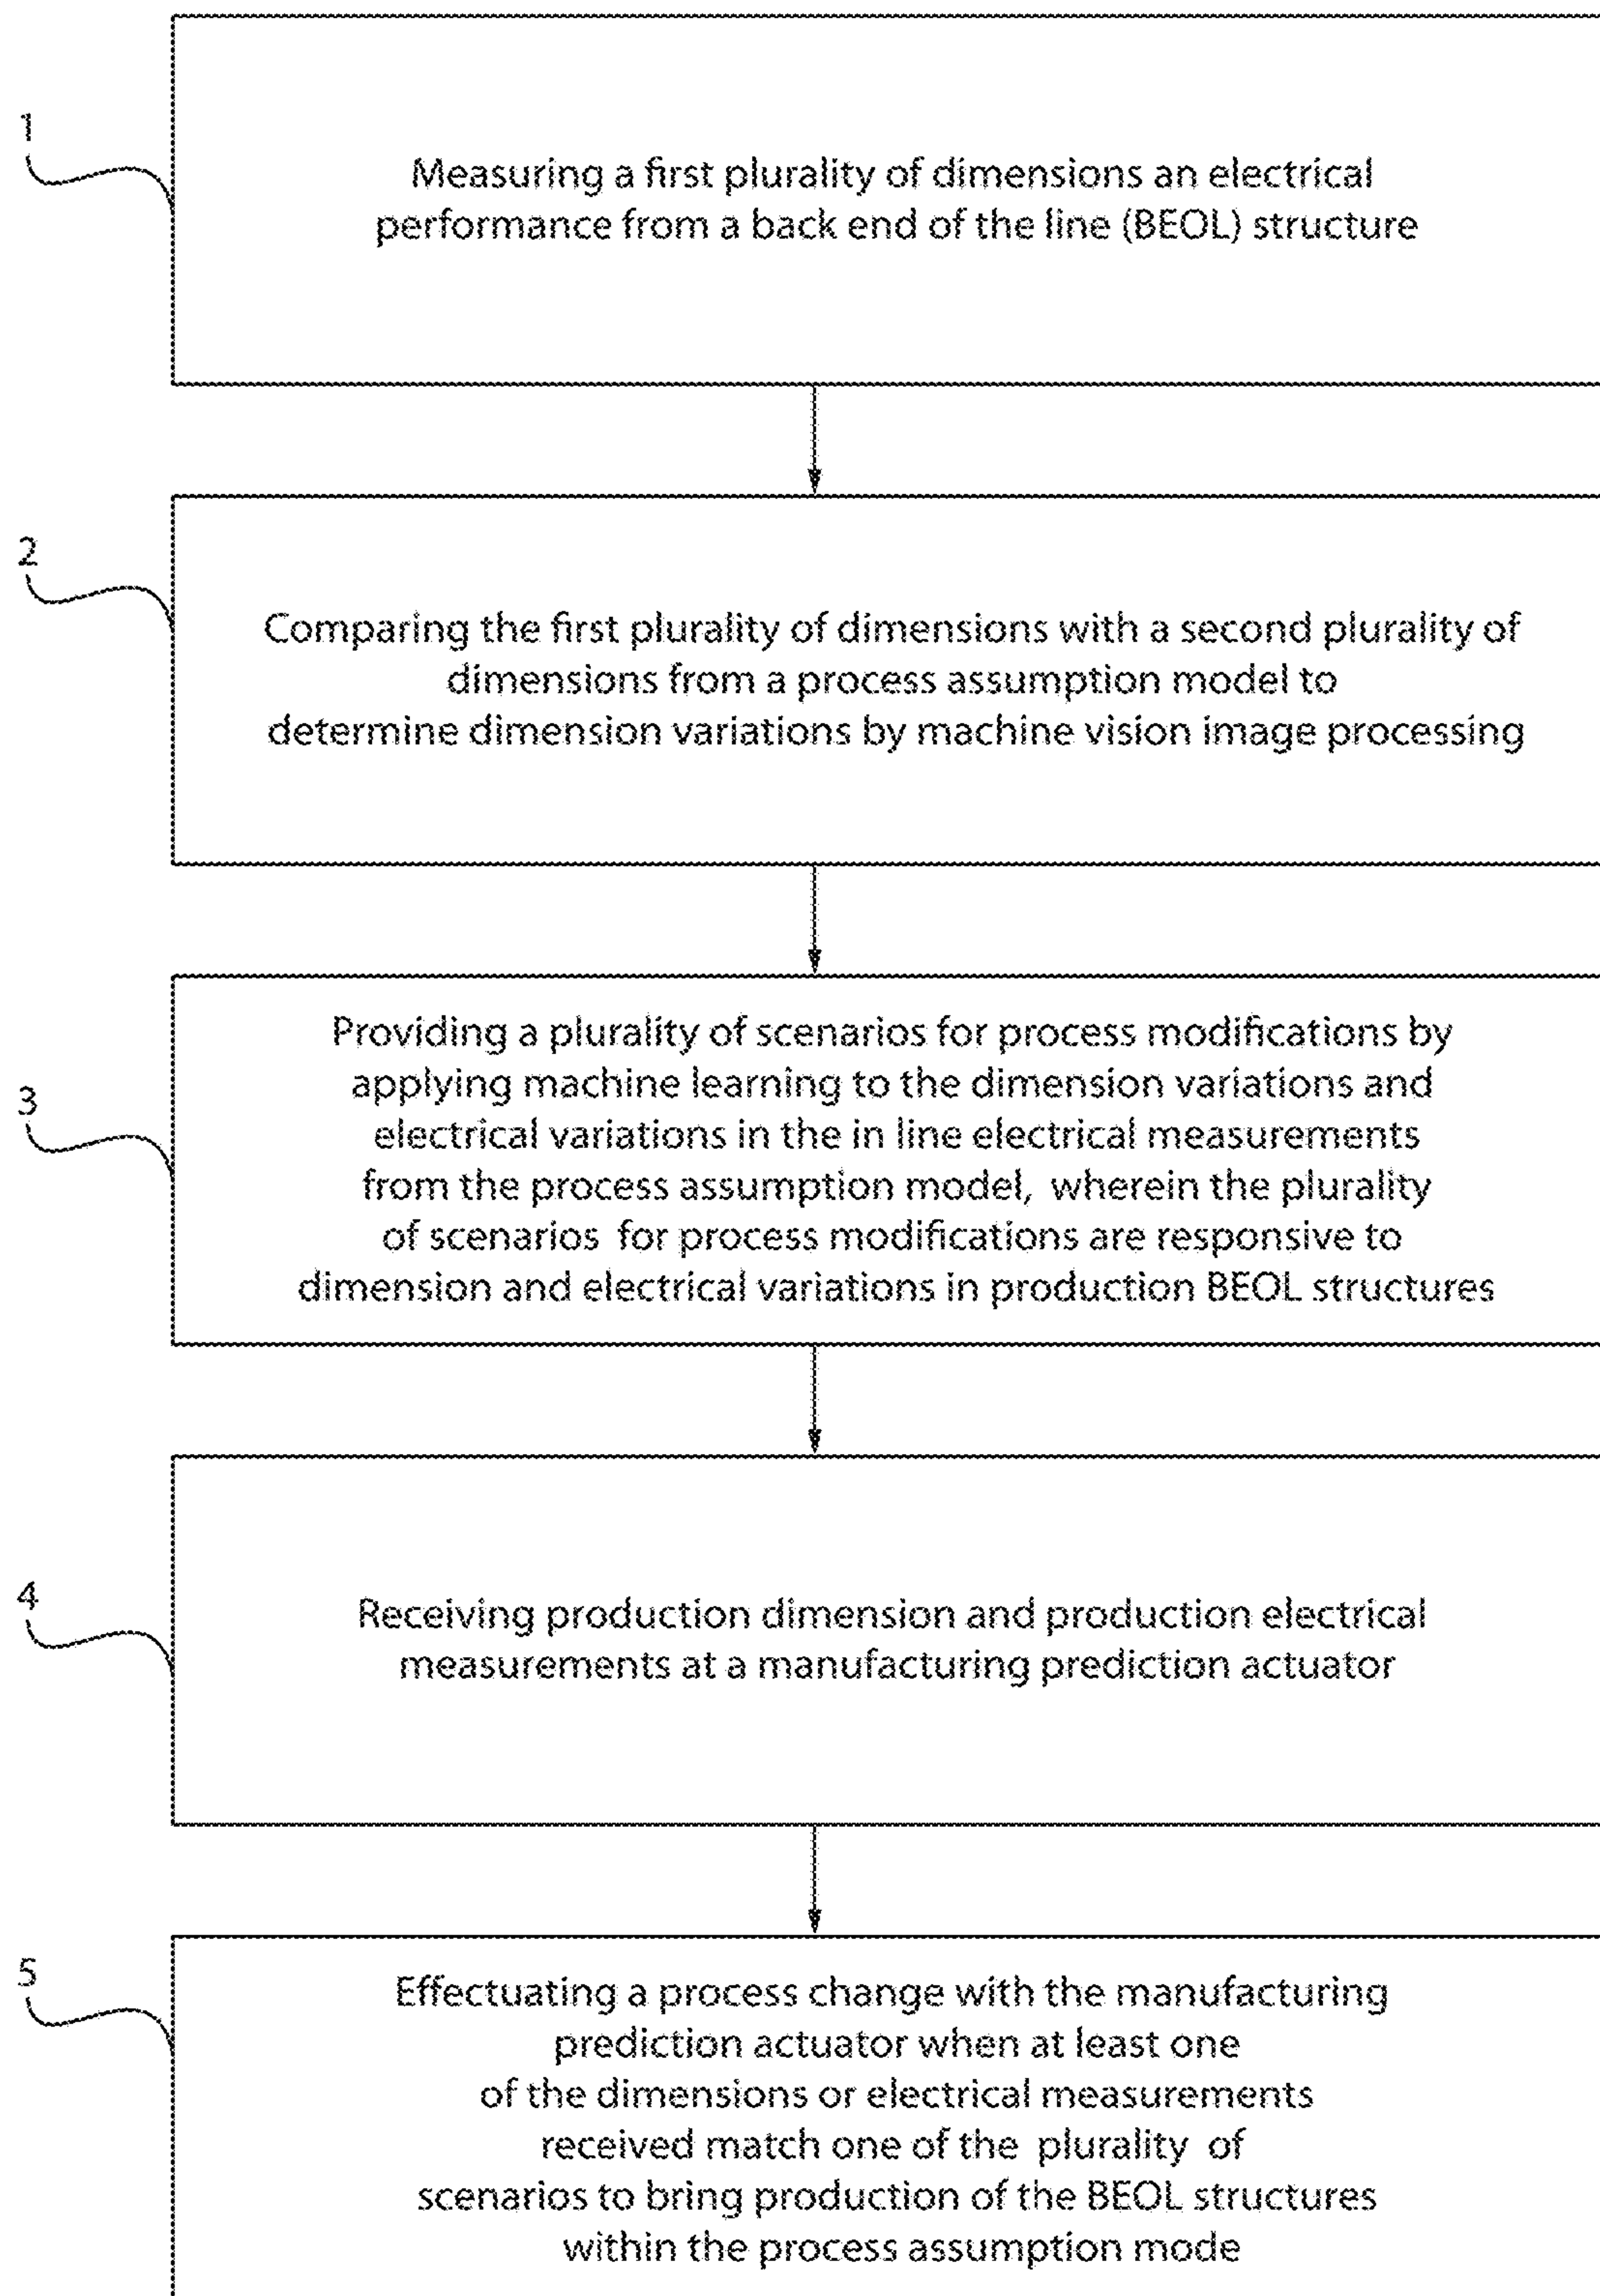 1
Measuring a first plurality of dimensions an electrical
performance from a back end of the line (BEOL) structure
2
Comparing the first plurality of dimensions with a second plurality of
dimensions from a process assumption model to
determine dimension variations by machine vision image processing
3
Providing a plurality of scenarios for process modifications by
applying machine learning to the dimension variations and
electrical variations in the in line electrical measurements
from the process assumption model, wherein the plurality
of scenarios for process modifications are responsive to
dimension and electrical variations in production BEOL structures
4
Receiving production dimension and production electrical
measurements at a manufacturing prediction actuator
5
Effectuating a process change with the manufacturing
prediction actuator when at least one
of the dimensions or electrical measurements
received match one of the plurality of
scenarios to bring production of the BEOL structures
within the process assumption mode